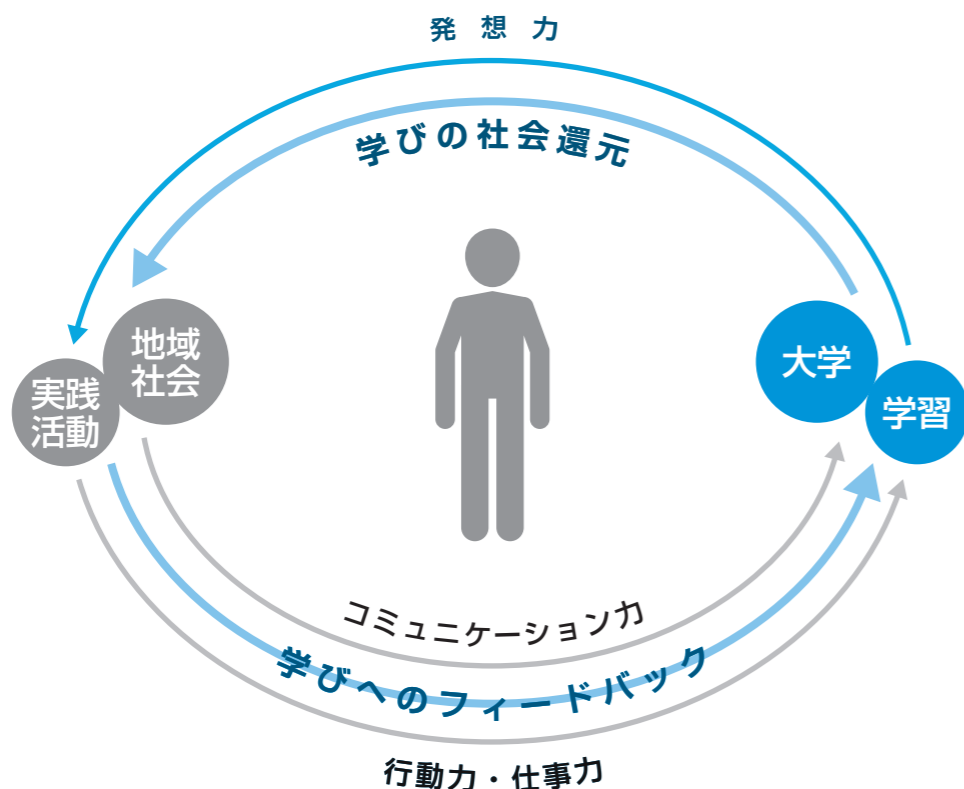 発想力
学びの社会還元
地域
社会
実践
活動
大学
学習
コミュニケーション力
学びへのフィードバック
行動力・仕事力